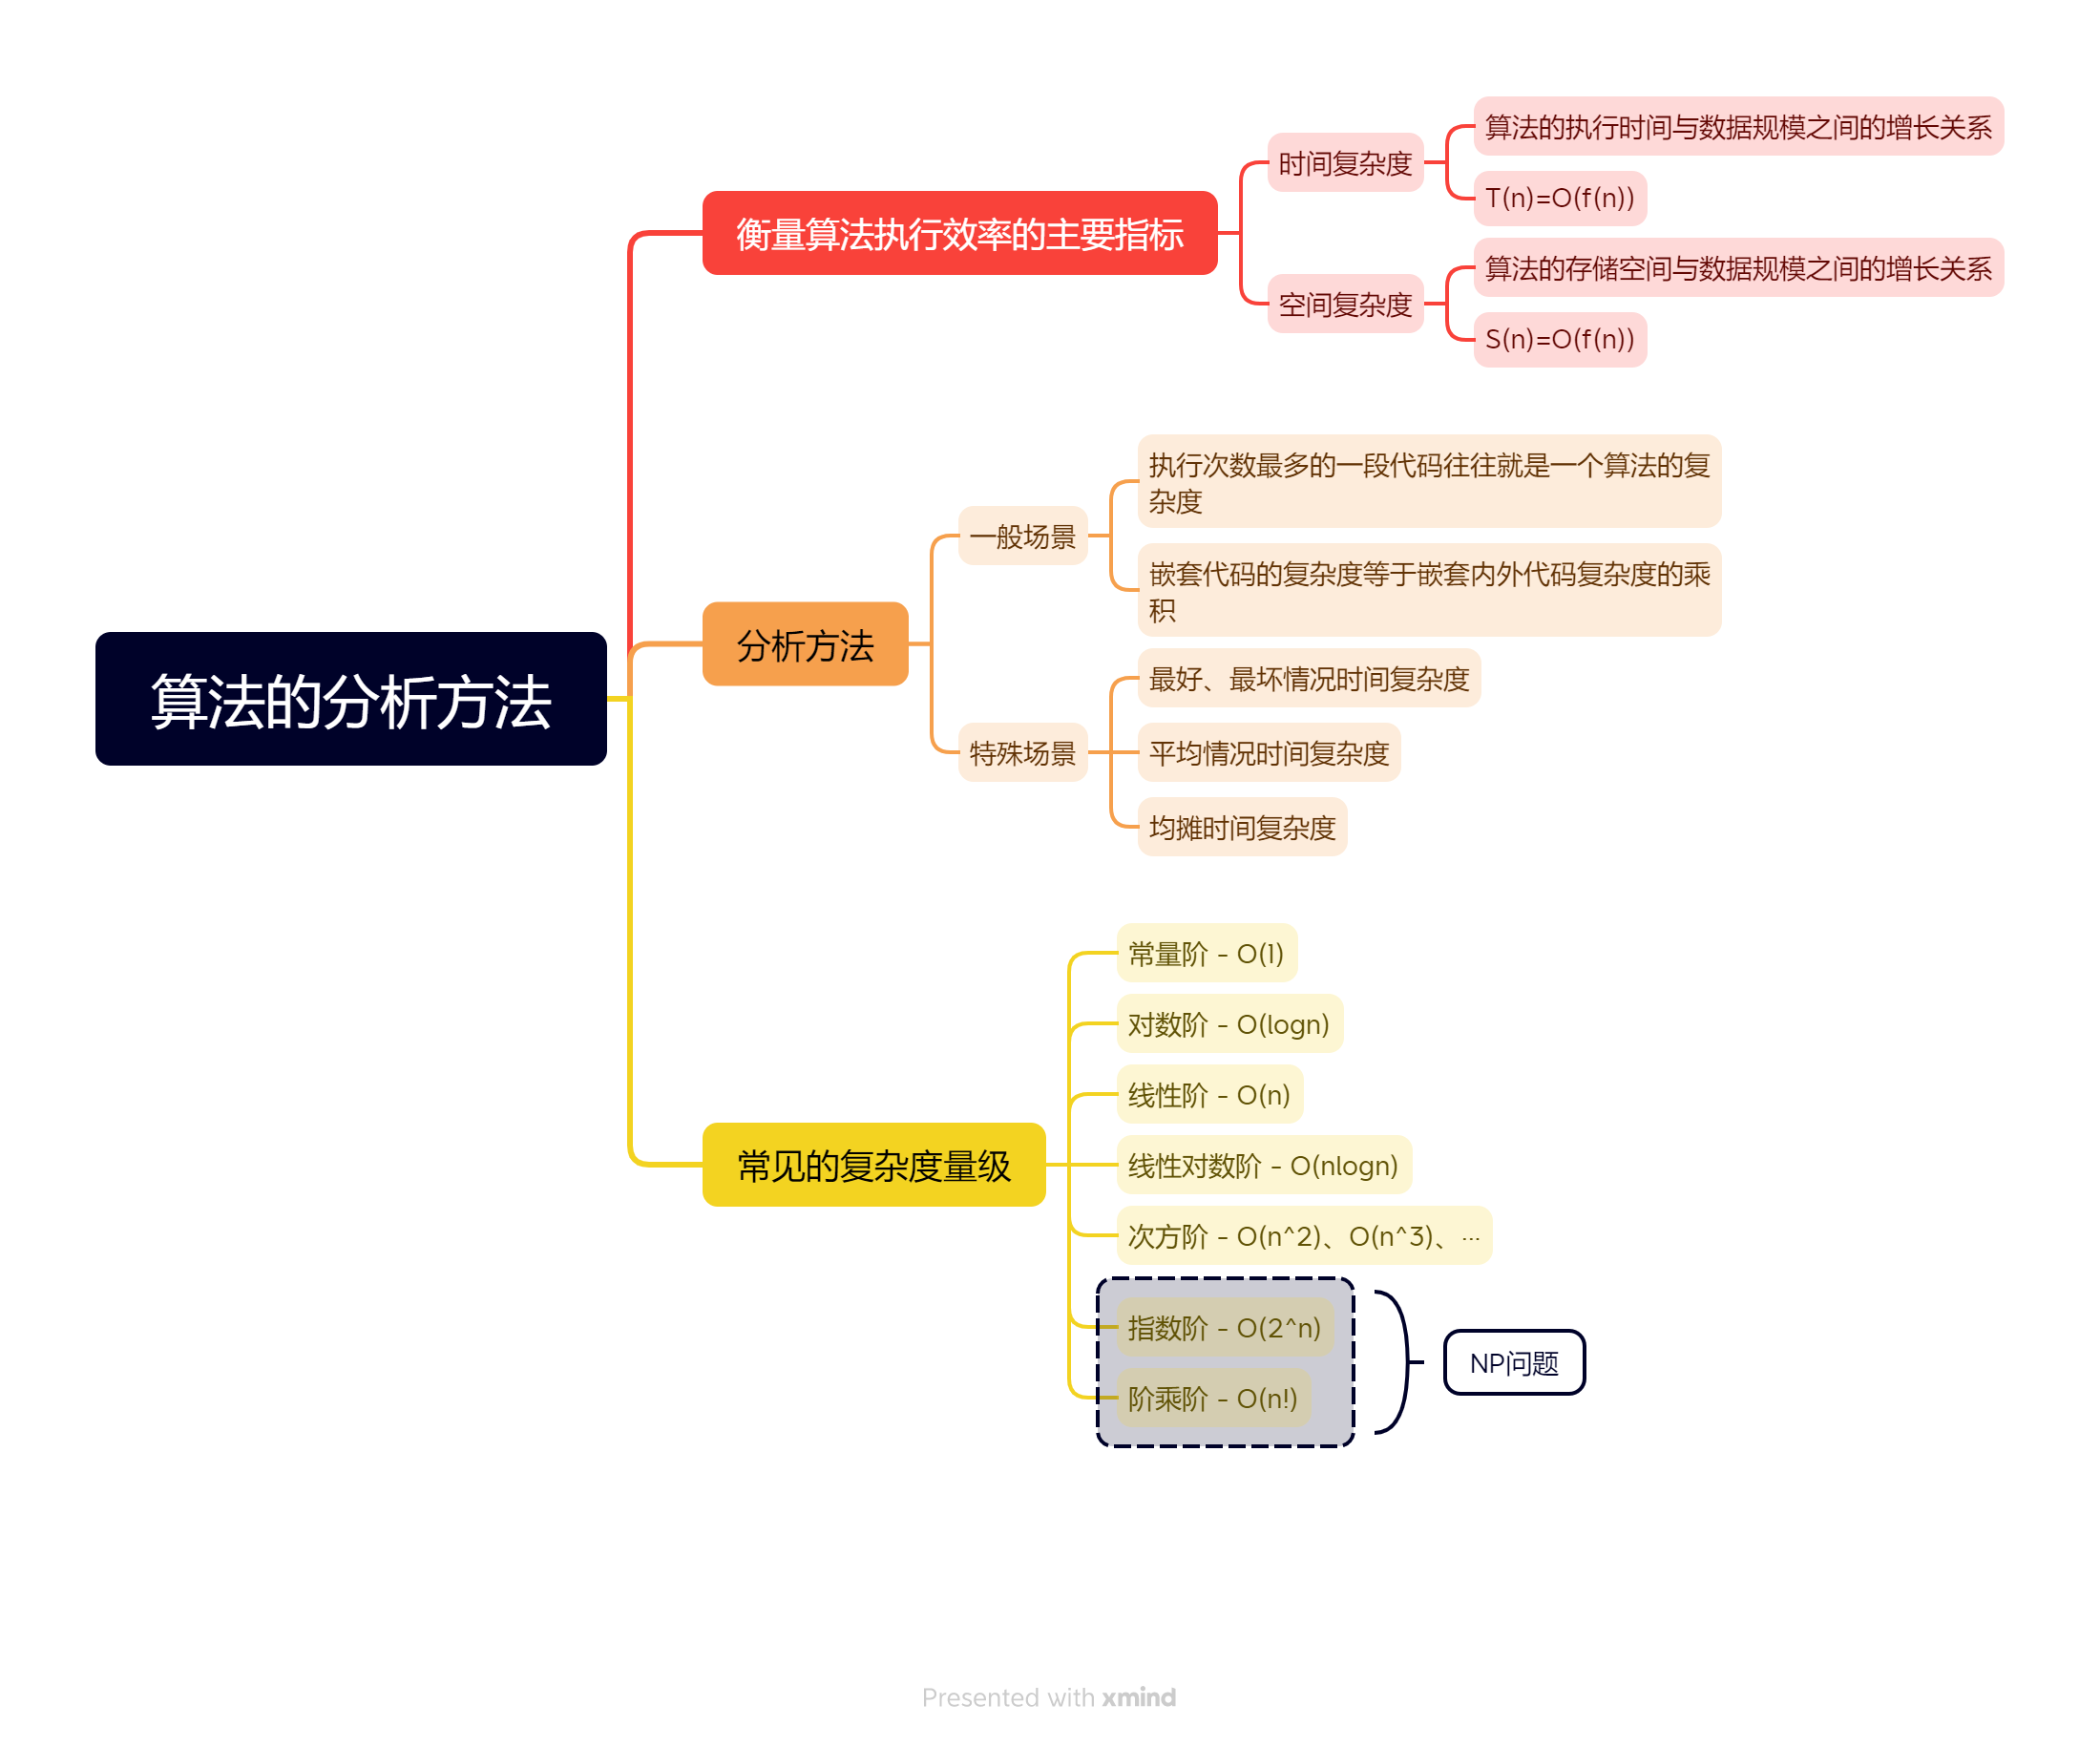 算法的分析方法
衡量算法执行效率的主要指标
时间复杂度
算法的执行时间与数据规模之间的增长关系
T(n)=O(f(n))
空间复杂度
算法的存储空间与数据规模之间的增长关系
S(n)=O(f(n))
分析方法
一般场景
执行次数最多的一段代码往往就是一个算法的复
杂度
嵌套代码的复杂度等于嵌套内外代码复杂度的乘
积
特殊场景
最好、最坏情况时间复杂度
平均情况时间复杂度
均摊时间复杂度
常见的复杂度量级
常量阶 - O(1)
对数阶 - O(logn)
线性阶 - O(n)
线性对数阶 - O(nlogn)
次方阶 - O(n^2)、O(n^3)、…
指数阶 - O(2^n)
阶乘阶 - O(n!)
NP问题
Presented with xmind